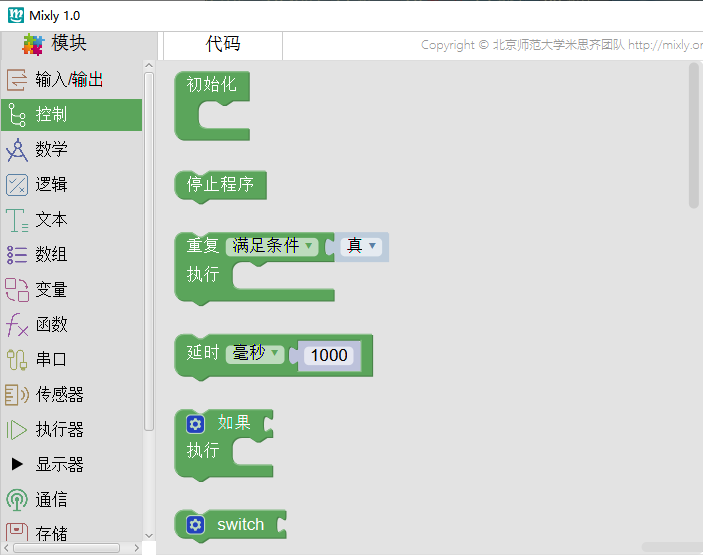 Mixly 1.0
模块
代码
Copyright © 北京师范大学米思齐团队 http://mixly.or
输入/输出
控制
数学
逻辑
文本
数组
变量
函数
串口
传感器
执行器
显示器
通信
存储
初始化
停止程序
重复 满足条件 真
执行
延时 毫秒 1000
如果
执行
switch